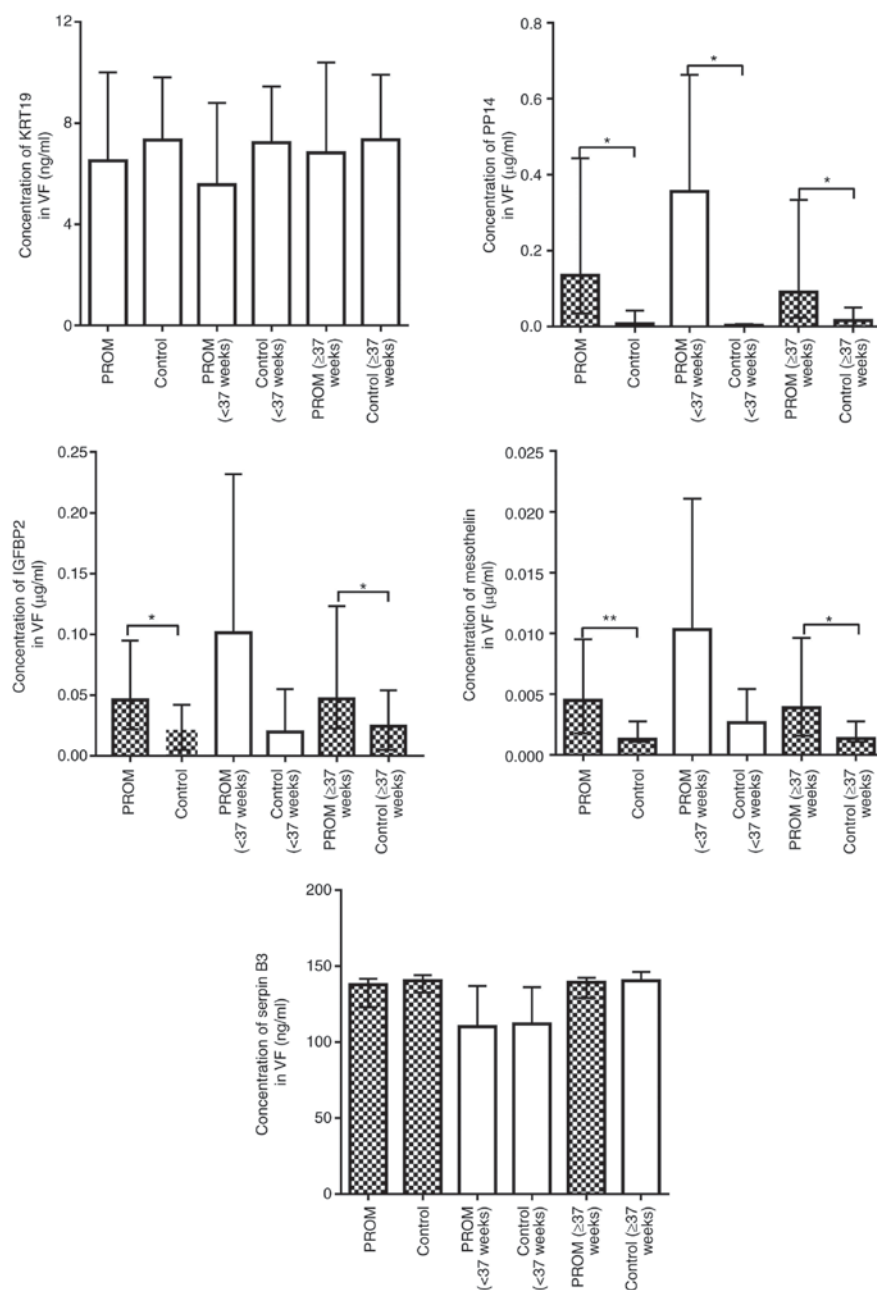 Concentration of KRT19
in VF (ng/ml)
12
8
4
0
PROM
Control
PROM
(<37 weeks)
Control
(<37 weeks)
PROM (≥37
weeks)
Control (≥37
weeks)
Concentration of PP14
in VF (μg/ml)
0.8
0.6
0.4
0.2
0.0
*
*
*
PROM
Control
PROM
(<37 weeks)
Control
(<37 weeks)
PROM (≥37
weeks)
Control (≥37
weeks)
Concentration of IGFBP2
in VF (μg/ml)
0.25
0.20
0.15
0.10
0.05
0.00
*
*
PROM
Control
PROM
(<37 weeks)
Control
(<37 weeks)
PROM (≥37
weeks)
Control (≥37
weeks)
Concentration of mesothelin
in VF (μg/ml)
0.025
0.020
0.015
0.010
0.005
0.000
**
*
PROM
Control
PROM
(<37 weeks)
Control
(<37 weeks)
PROM (≥37
weeks)
Control (≥37
weeks)
Concentration of serpin B3
in VF (ng/ml)
200
150
100
50
0
PROM
Control
PROM
(<37 weeks)
Control
(<37 weeks)
PROM (≥37
weeks)
Control (≥37
weeks)